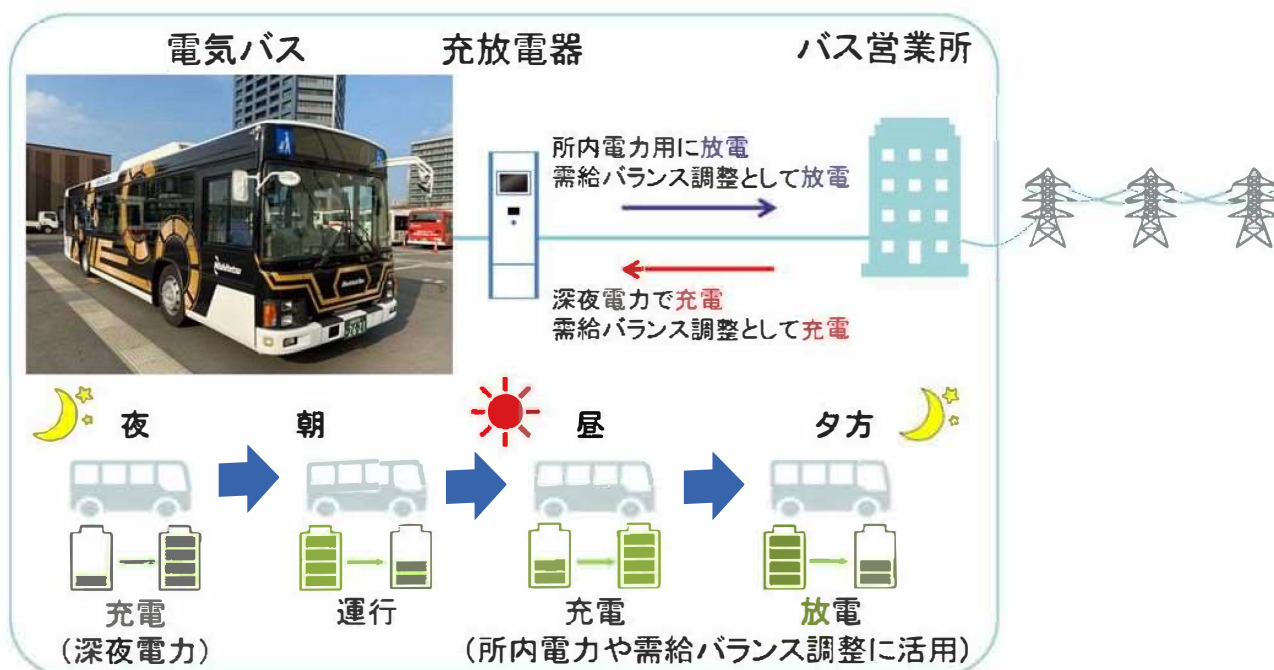 電気バス
充放電器
バス営業所
所内電力用に放電
需給バランス調整として放電
深夜電力で充電
需給バランス調整として充電
Nishitetsu
夜
朝
昼
夕方
充電
(深夜電力)
運行
充電
放電
(所内電力や需給バランス調整に活用)